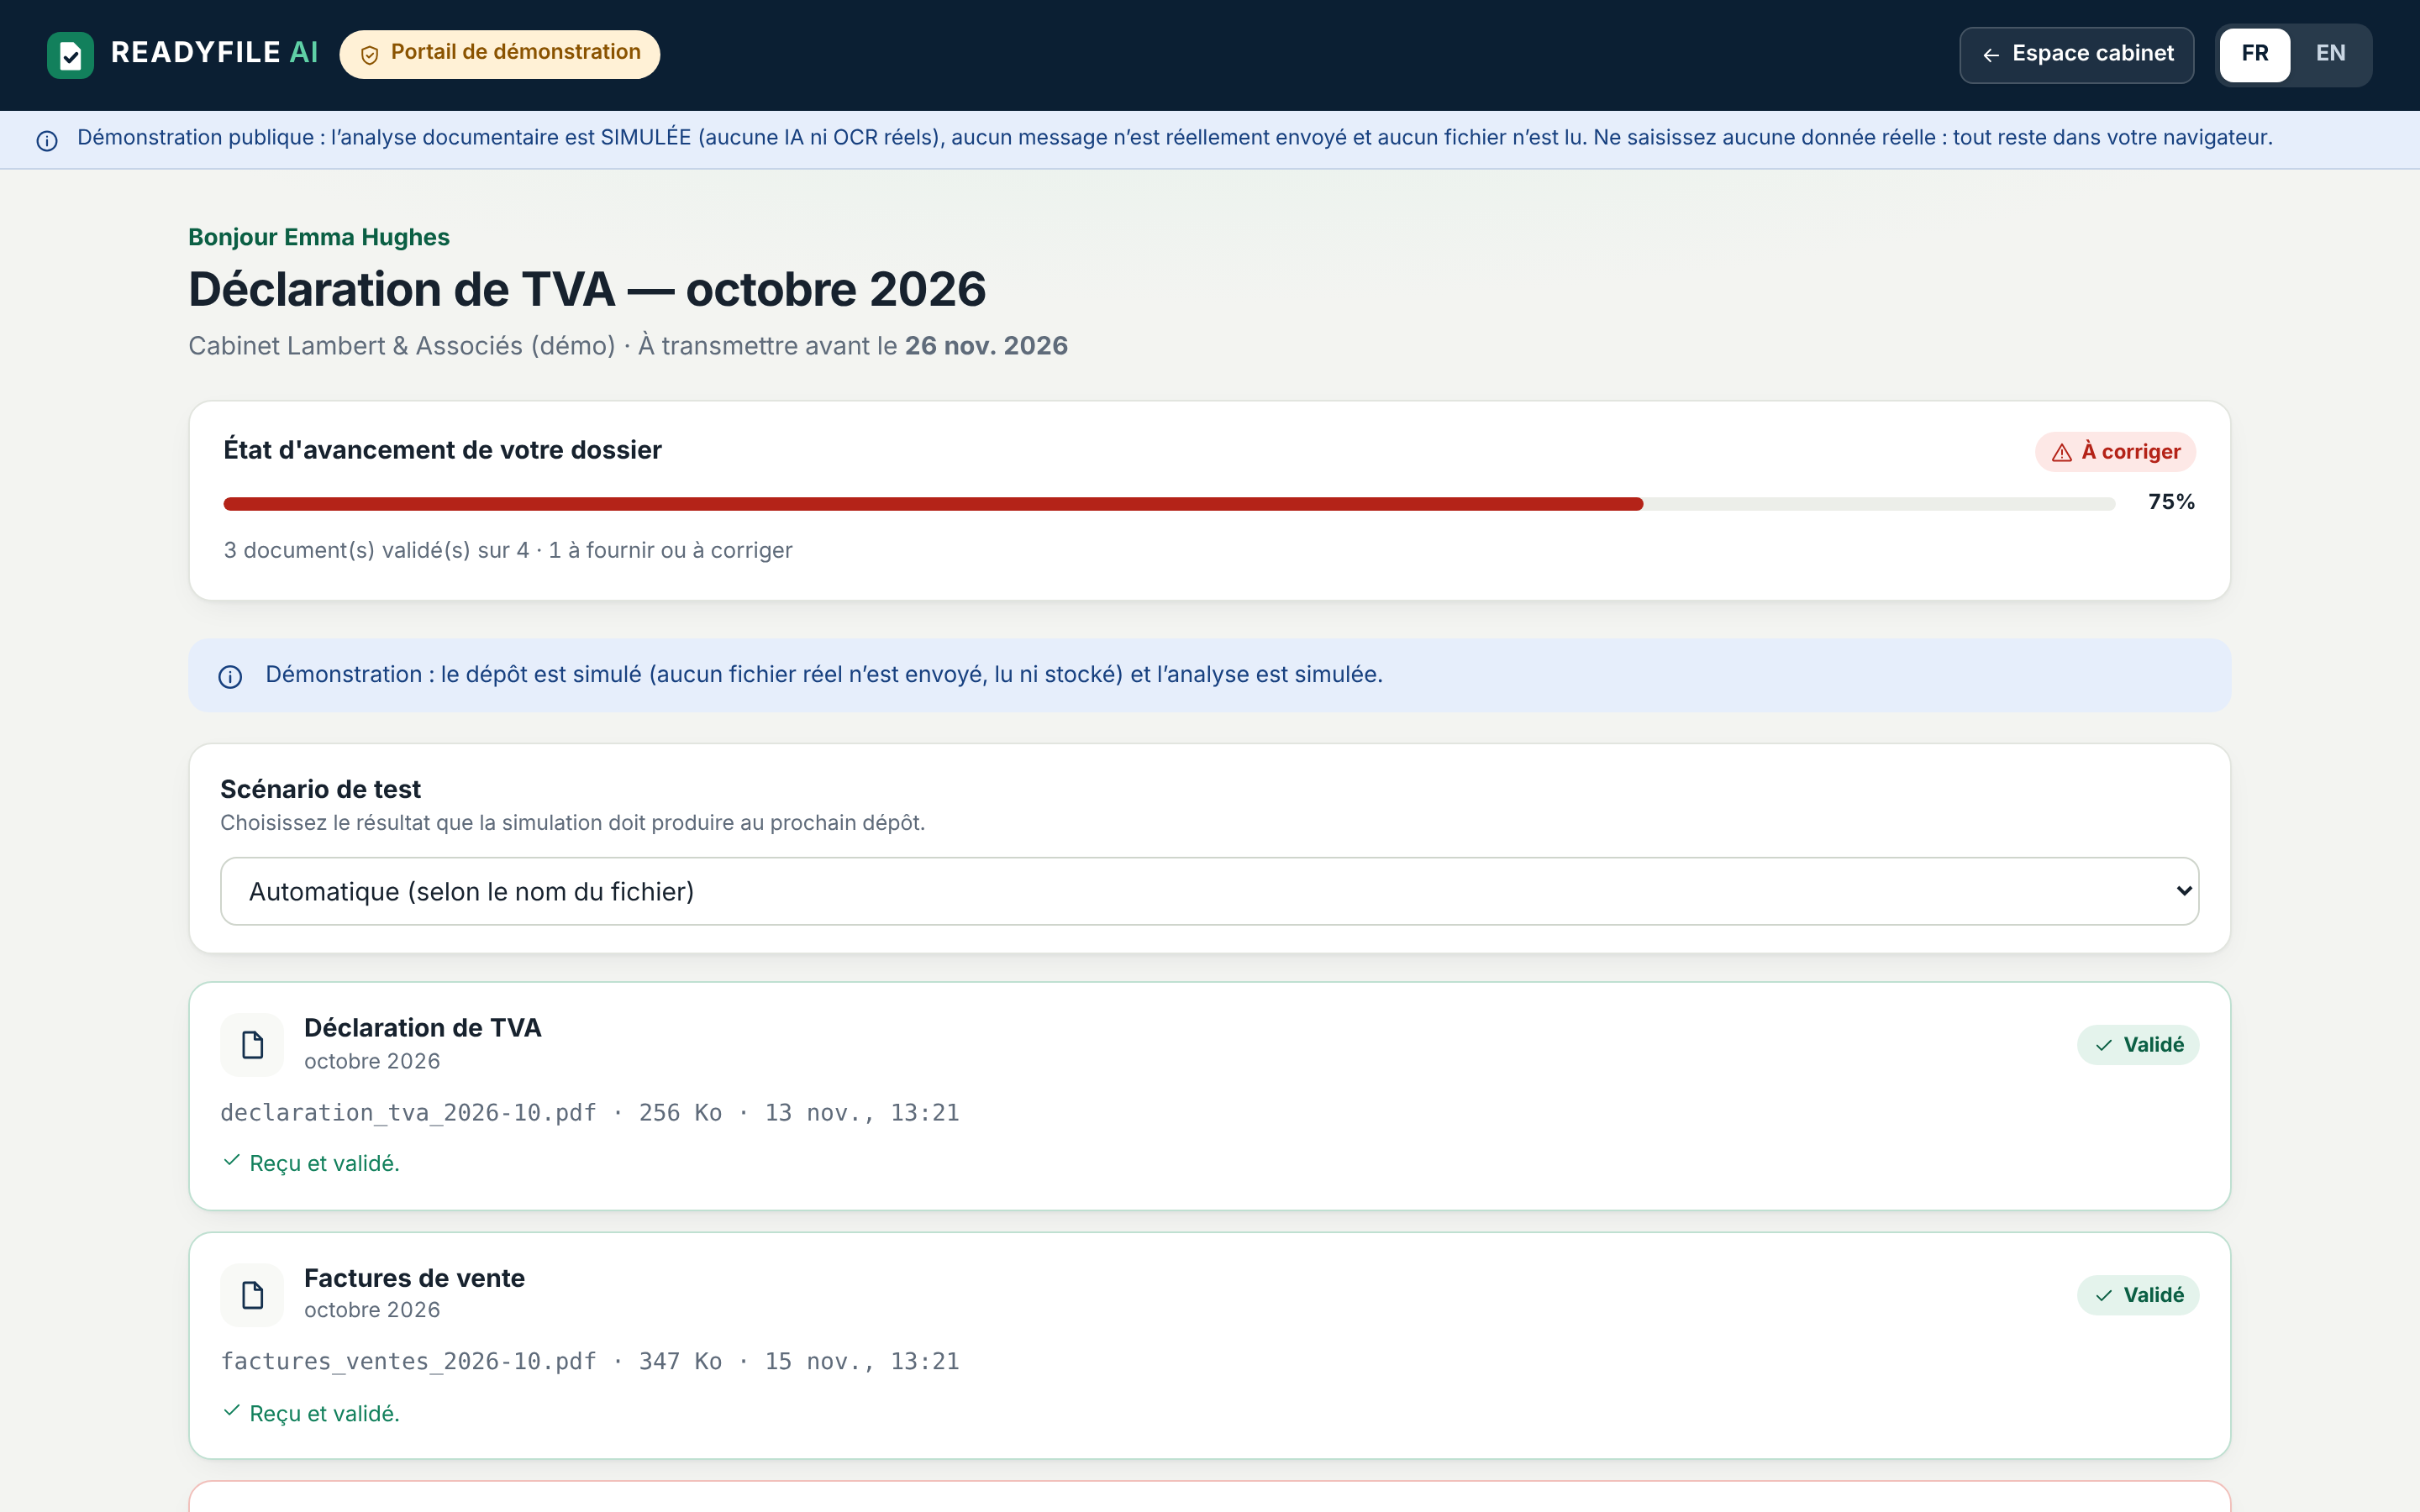 READYFILE AI
Portail de démonstration
Espace cabinet
FR
EN
Démonstration publique : l’analyse documentaire est SIMULÉE (aucune IA ni OCR réels), aucun message n’est réellement envoyé et aucun fichier n’est lu. Ne saisissez aucune donnée réelle : tout reste dans votre navigateur.
Bonjour Emma Hughes
Déclaration de TVA — octobre 2026
Cabinet Lambert & Associés (démo) · À transmettre avant le 26 nov. 2026
État d'avancement de votre dossier
À corriger
75%
3 document(s) validé(s) sur 4 · 1 à fournir ou à corriger
Démonstration : le dépôt est simulé (aucun fichier réel n’est envoyé, lu ni stocké) et l’analyse est simulée.
Scénario de test
Choisissez le résultat que la simulation doit produire au prochain dépôt.
Automatique (selon le nom du fichier)
Déclaration de TVA
octobre 2026
Validé
declaration_tva_2026-10.pdf · 256 Ko · 13 nov., 13:21
Reçu et validé.
Factures de vente
octobre 2026
Validé
factures_ventes_2026-10.pdf · 347 Ko · 15 nov., 13:21
Reçu et validé.